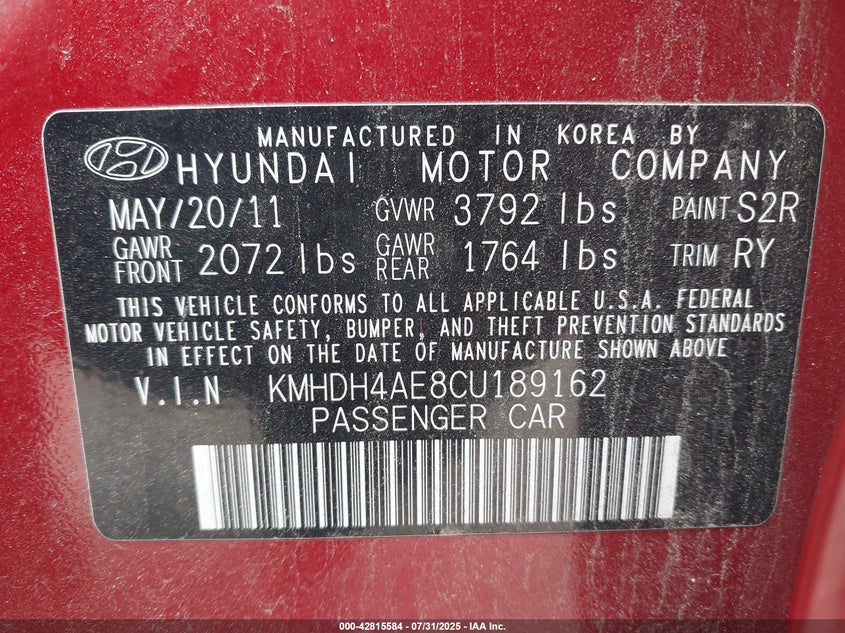 MANUFACTURED IN KOREA BY
HYUNDAI MOTOR COMPANY
MAY/20/11 GVWR 3792 lbs PAINT S2R
GAWR FRONT 2072 lbs GAWR REAR 1764 lbs TRIM RY
THIS VEHICLE CONFORMS TO ALL APPLICABLE U.S.A. FEDERAL
MOTOR VEHICLE SAFETY, BUMPER, AND THEFT PREVENTION STANDARDS
IN EFFECT ON THE DATE OF MANUFACTURE SHOWN ABOVE
V.I.N KMHDH4AE8CU189162
PASSENGER CAR
000-42815584 - 07/31/2025 - IAA Inc.